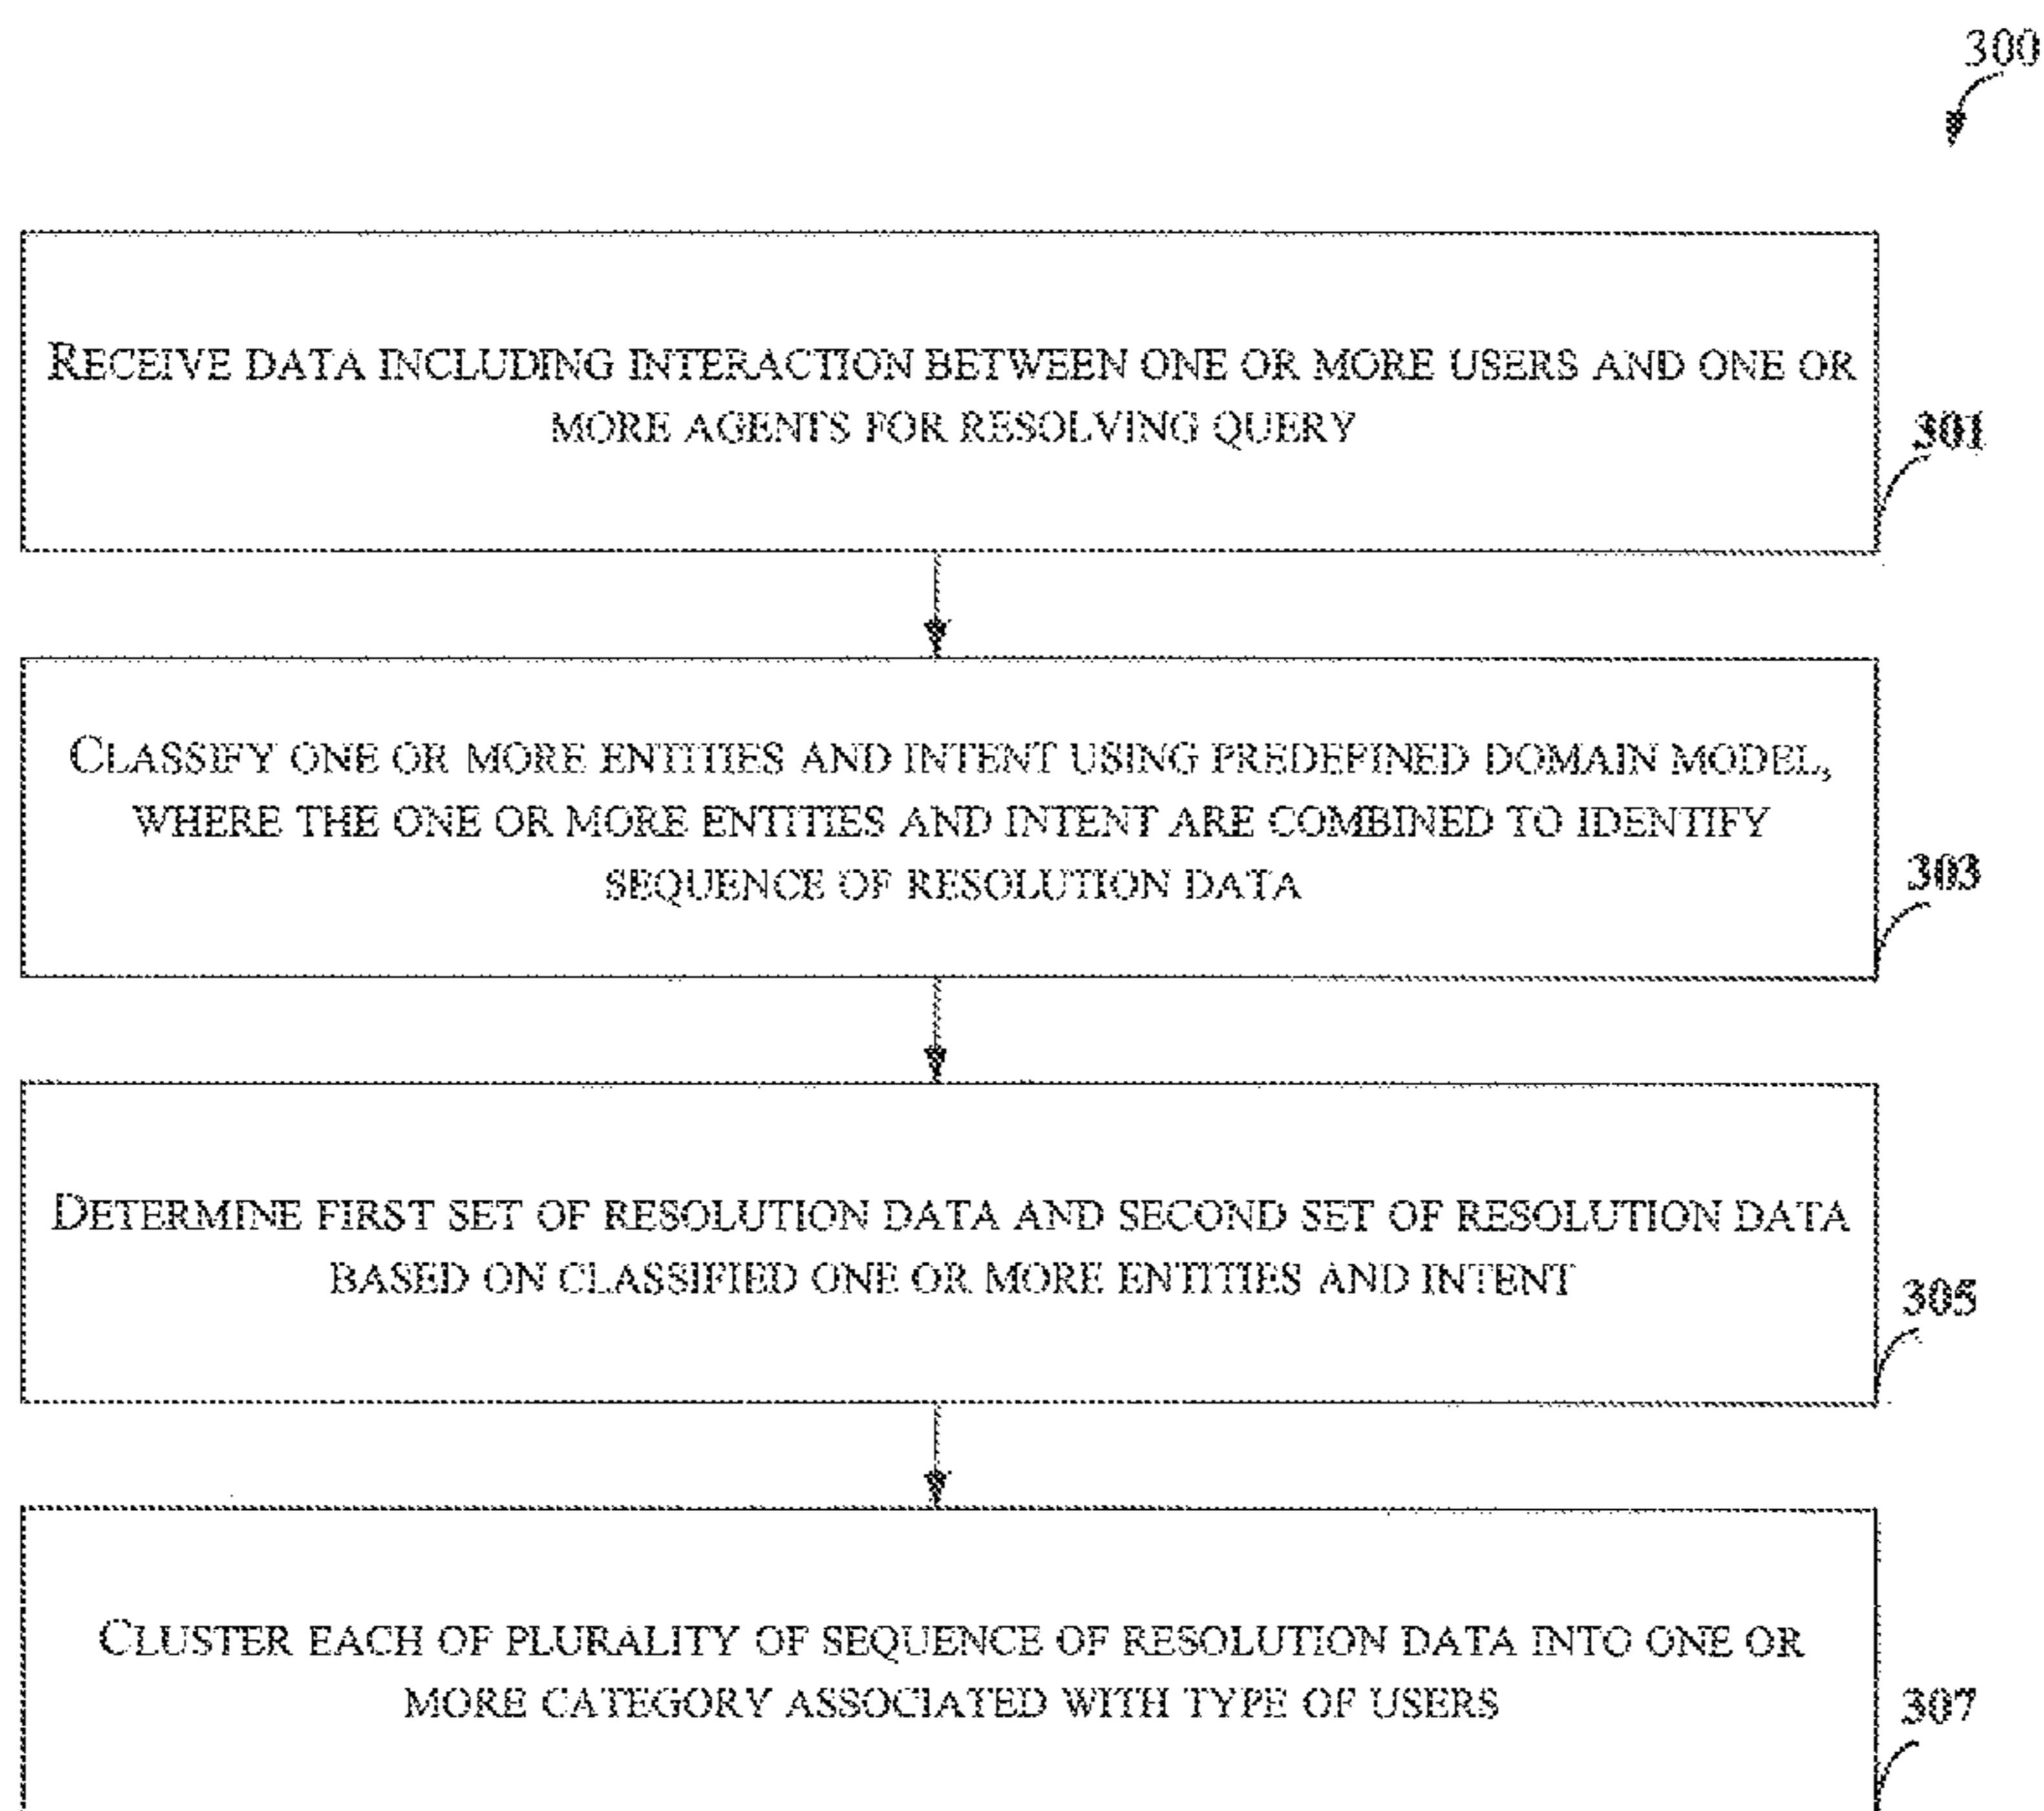 300
RECEIVE DATA INCLUDING INTERACTION BETWEEN ONE OR MORE USERS AND ONE OR
MORE AGENTS FOR RESOLVING QUERY
301
CLASSIFY ONE OR MORE ENTITIES AND INTENT USING PREDEFINED DOMAIN MODEL,
WHERE THE ONE OR MORE ENTITIES AND INTENT ARE COMBINED TO IDENTIFY
SEQUENCE OF RESOLUTION DATA
303
DETERMINE FIRST SET OF RESOLUTION DATA AND SECOND SET OF RESOLUTION DATA
BASED ON CLASSIFIED ONE OR MORE ENTITIES AND INTENT
305
CLUSTER EACH OF PLURALITY OF SEQUENCE OF RESOLUTION DATA INTO ONE OR
MORE CATEGORY ASSOCIATED WITH TYPE OF USERS
307